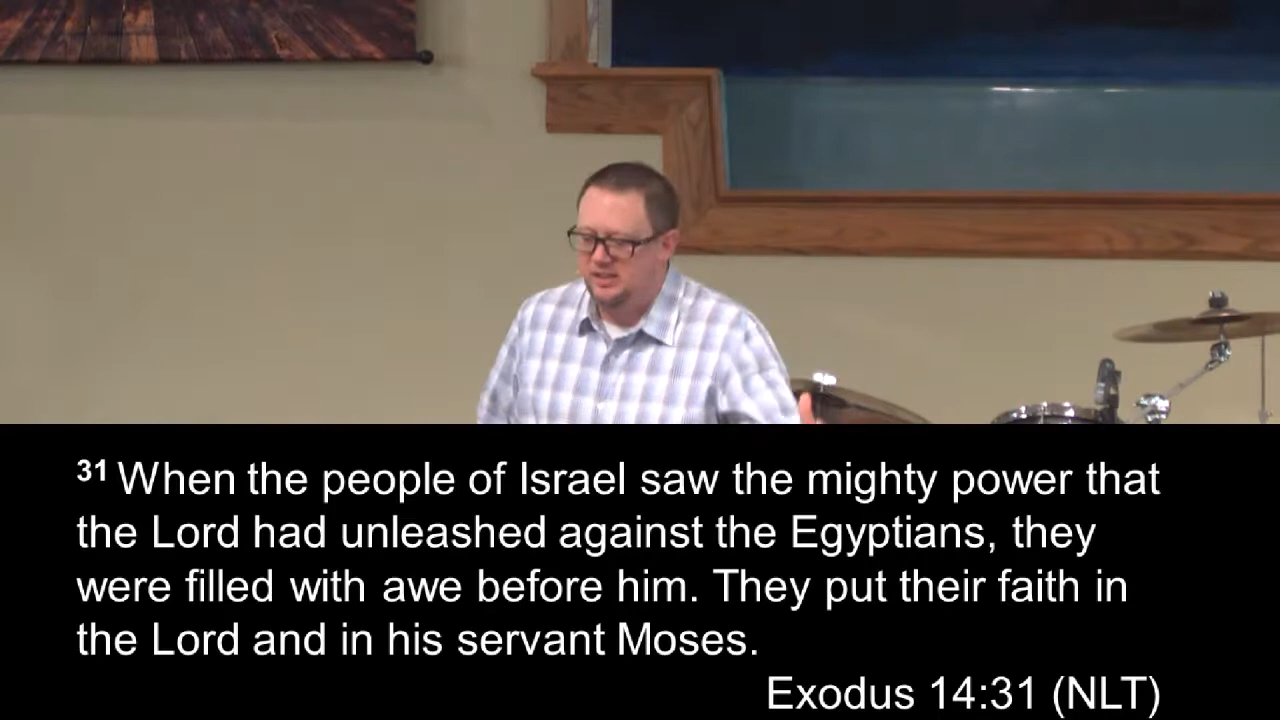 31 When the people of Israel saw the mighty power that
the Lord had unleashed against the Egyptians, they
were filled with awe before him. They put their faith in
the Lord and in his servant Moses.
Exodus 14:31 (NLT)